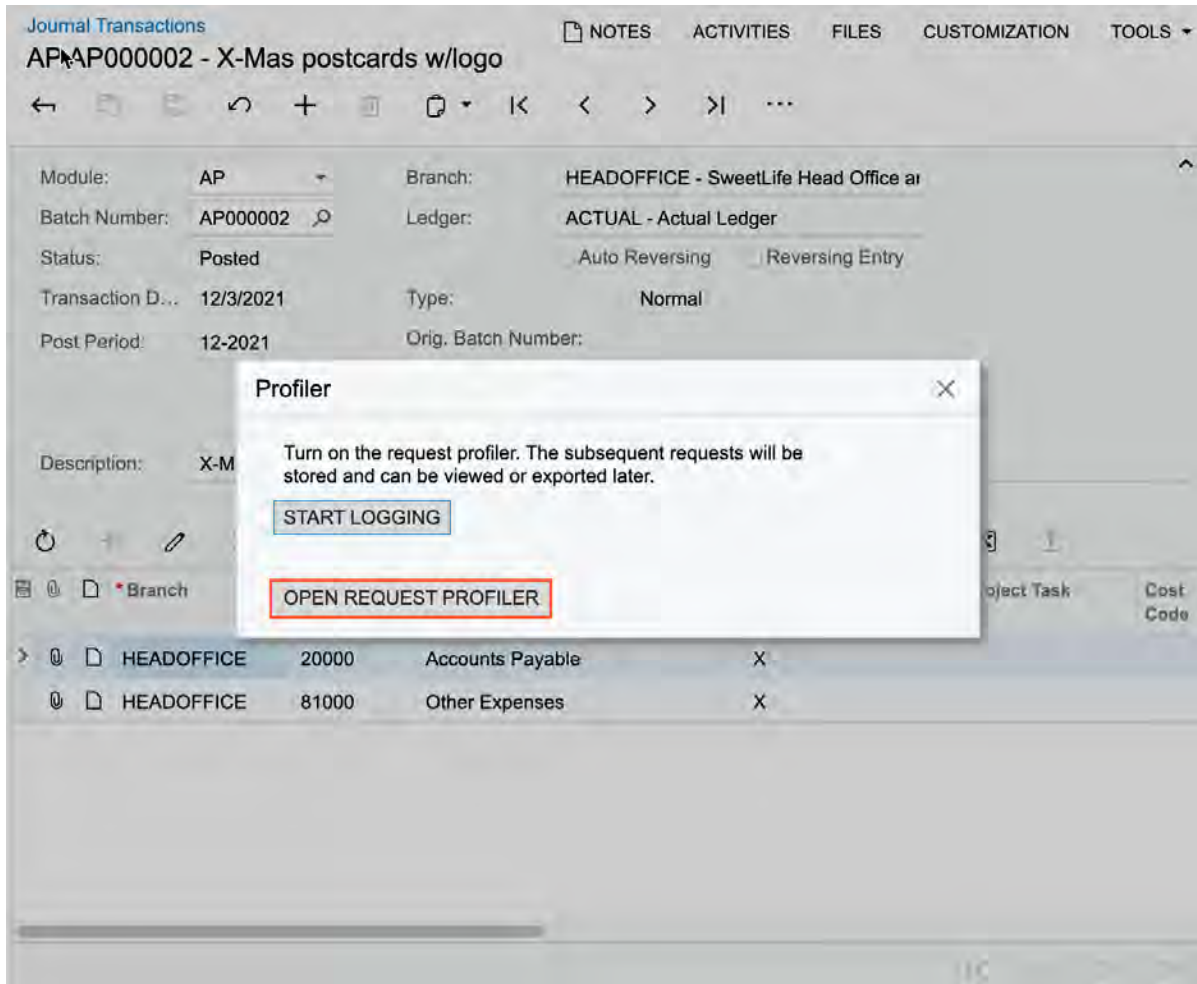 Journal Transactions
NOTES ACTIVITIES FILES CUSTOMIZATION TOOLS
AP AP000002 - X-Mas postcards w/logo
Module: AP Branch: HEADOFFICE - SweetLife Head Office ar
Batch Number: AP000002 Ledger: ACTUAL - Actual Ledger
Status: Posted Auto Reversing Reversing Entry
Transaction D... 12/3/2021 Type: Normal
Post Period: 12-2021 Orig. Batch Number:
Profiler
Turn on the request profiler. The subsequent requests will be
stored and can be viewed or exported later.
Description: X-M
START LOGGING
OPEN REQUEST PROFILER
*Branch oject Task Cost
Code
HEADOFFICE 20000 Accounts Payable X
HEADOFFICE 81000 Other Expenses X